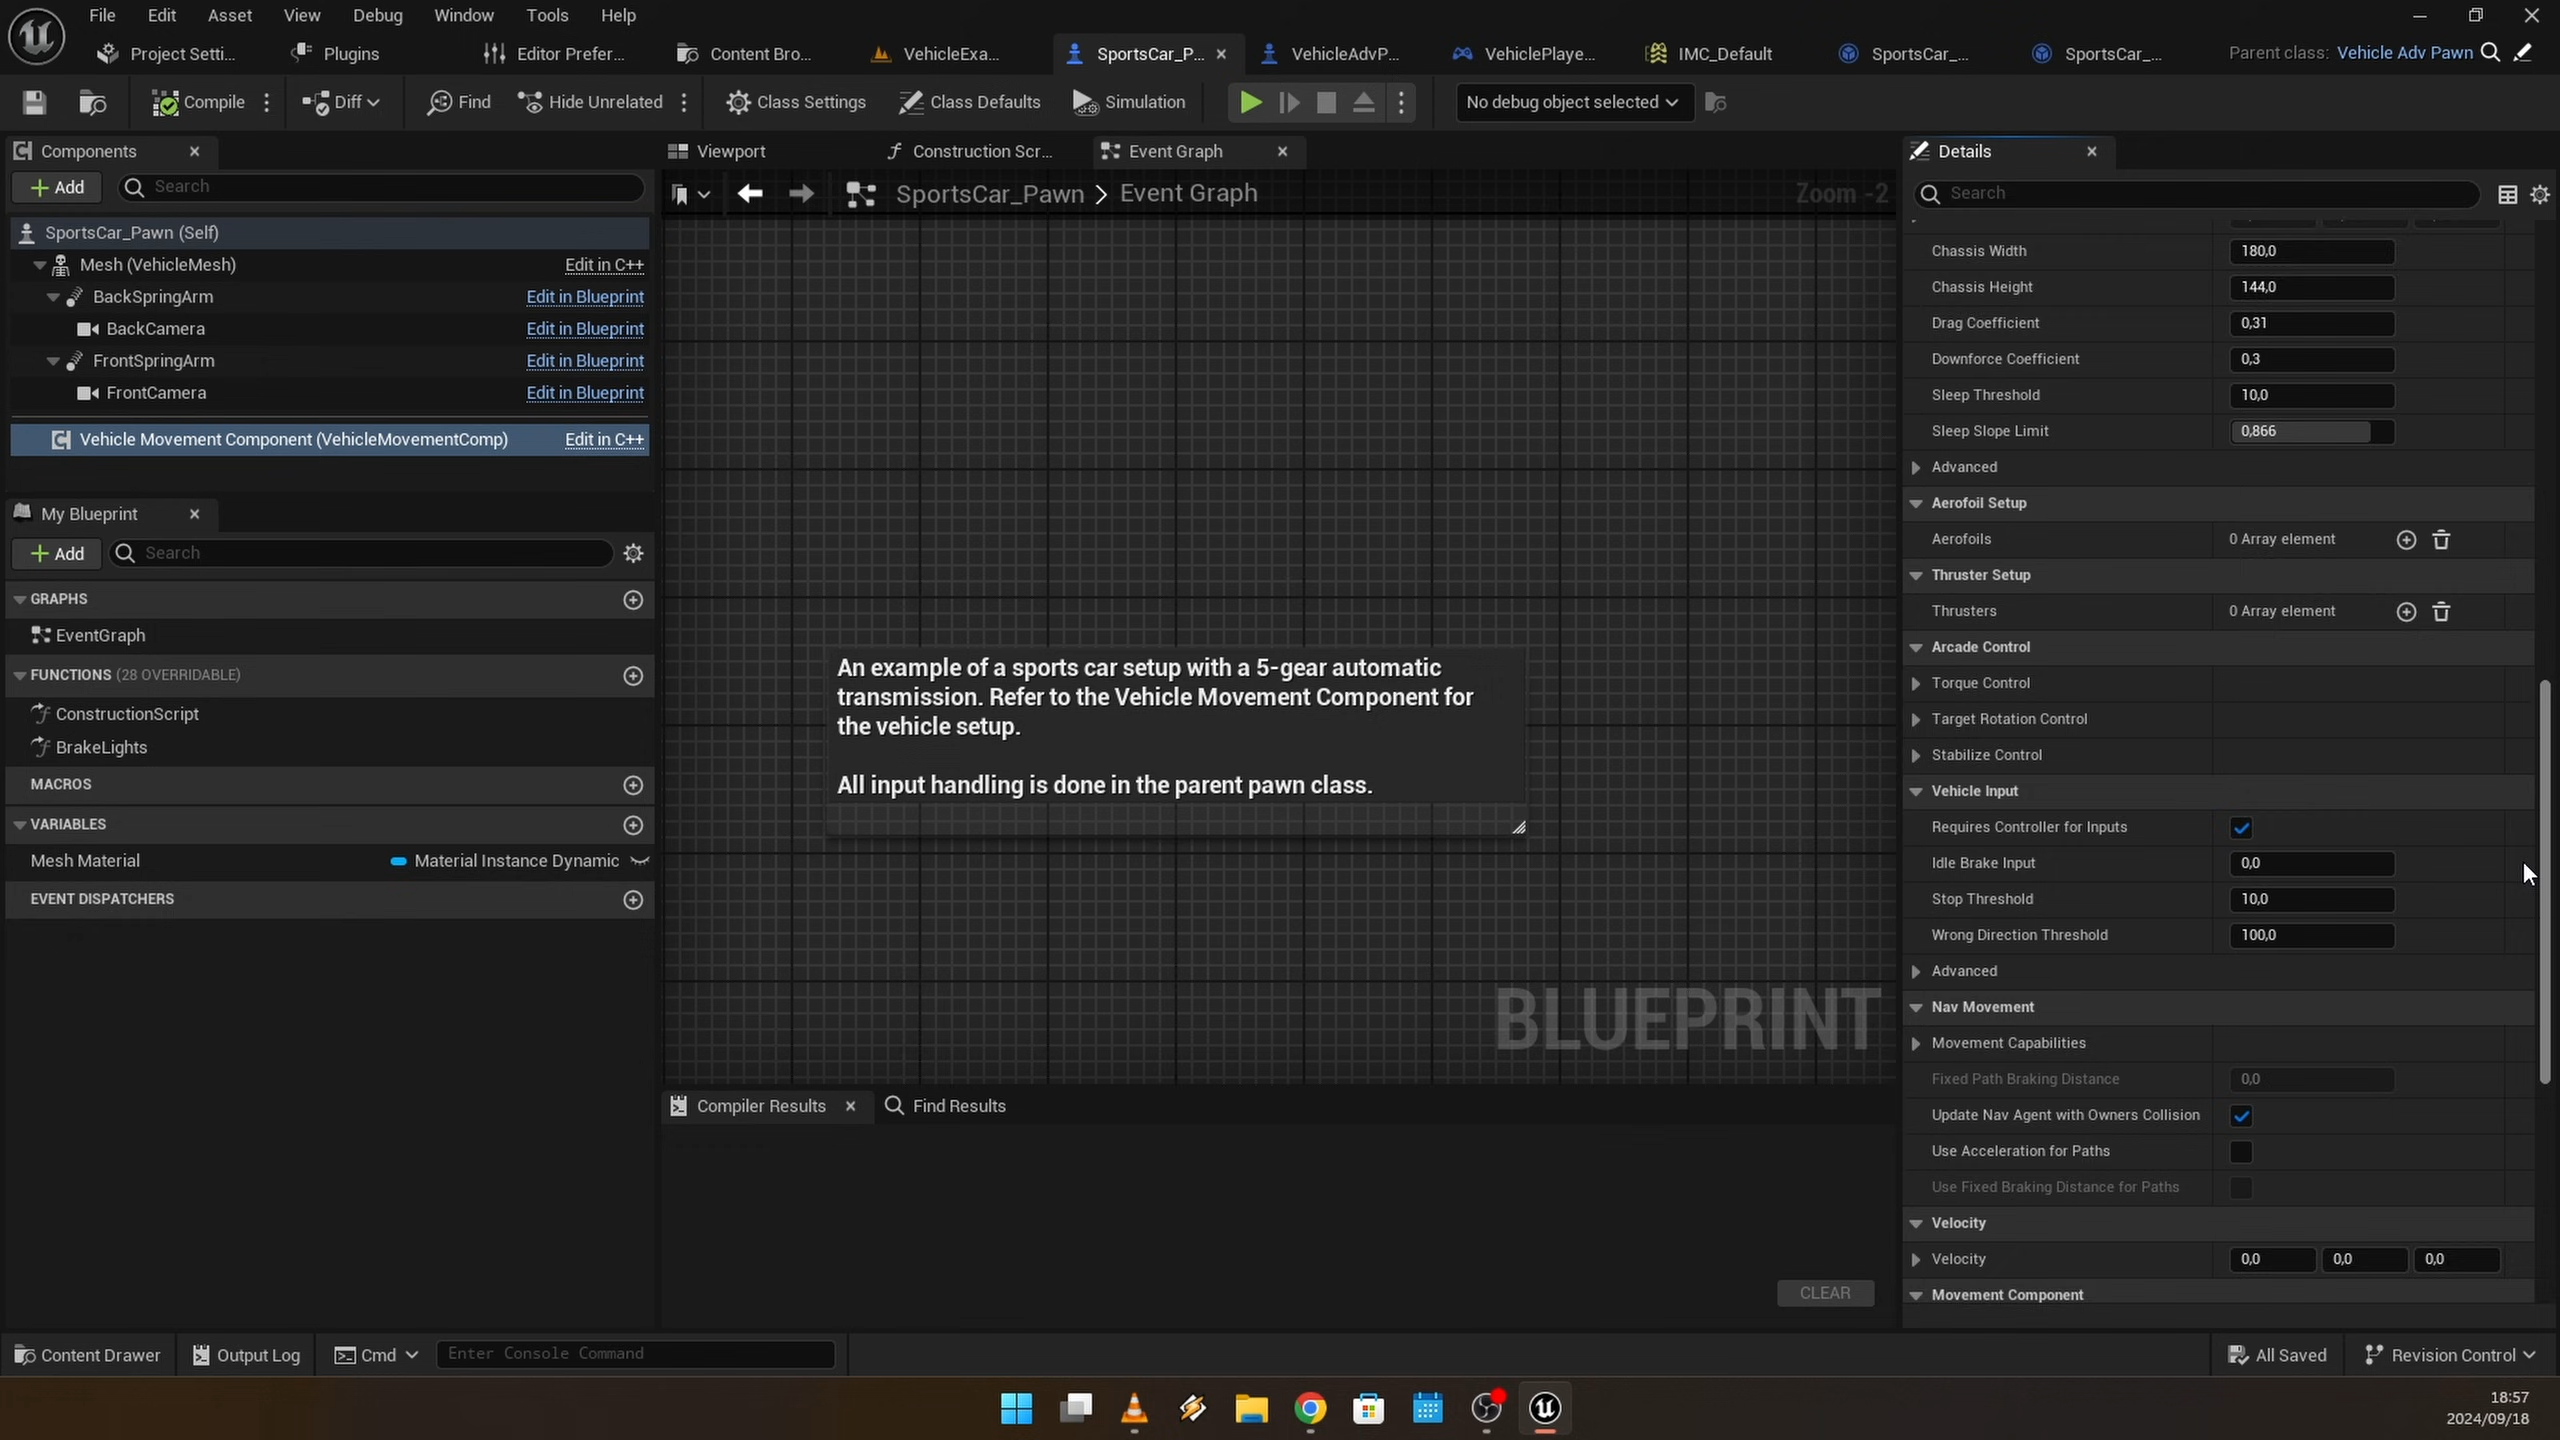 File Edit Asset View Debug Window Tools Help
Project Setti... Plugins Editor Prefer... Content Bro... VehicleExa... SportsCar_P... VehicleAdvP... VehiclePlaye... IMC_Default SportsCar_... SportsCar_... Parent class: Vehicle Adv Pawn
Compile Diff Find Hide Unrelated Class Settings Class Defaults Simulation No debug object selected
Components
Add Search
SportsCar_Pawn (Self)
Mesh (VehicleMesh) Edit in C++
BackSpringArm Edit in Blueprint
BackCamera Edit in Blueprint
FrontSpringArm Edit in Blueprint
FrontCamera Edit in Blueprint
Vehicle Movement Component (VehicleMovementComp) Edit in C++
My Blueprint
Add Search
GRAPHS
EventGraph
FUNCTIONS (28 OVERRIDABLE)
ConstructionScript
BrakeLights
MACROS
VARIABLES
Mesh Material Material Instance Dynamic
EVENT DISPATCHERS
Viewport Construction Scr... Event Graph
SportsCar_Pawn > Event Graph Zoom -2
An example of a sports car setup with a 5-gear automatic
transmission. Refer to the Vehicle Movement Component for
the vehicle setup.
All input handling is done in the parent pawn class.
BLUEPRINT
Compiler Results Find Results
CLEAR
Details
Search
Chassis Width 180,0
Chassis Height 144,0
Drag Coefficient 0,31
Downforce Coefficient 0,3
Sleep Threshold 10,0
Sleep Slope Limit 0,866
Advanced
Aerofoil Setup
Aerofoils 0 Array element
Thruster Setup
Thrusters 0 Array element
Arcade Control
Torque Control
Target Rotation Control
Stabilize Control
Vehicle Input
Requires Controller for Inputs
Idle Brake Input 0,0
Stop Threshold 10,0
Wrong Direction Threshold 100,0
Advanced
Nav Movement
Movement Capabilities
Fixed Path Braking Distance 0,0
Update Nav Agent with Owners Collision
Use Acceleration for Paths
Use Fixed Braking Distance for Paths
Velocity
Velocity 0,0 0,0 0,0
Movement Component
Content Drawer Output Log Cmd Enter Console Command All Saved Revision Control
18:57
2024/09/18